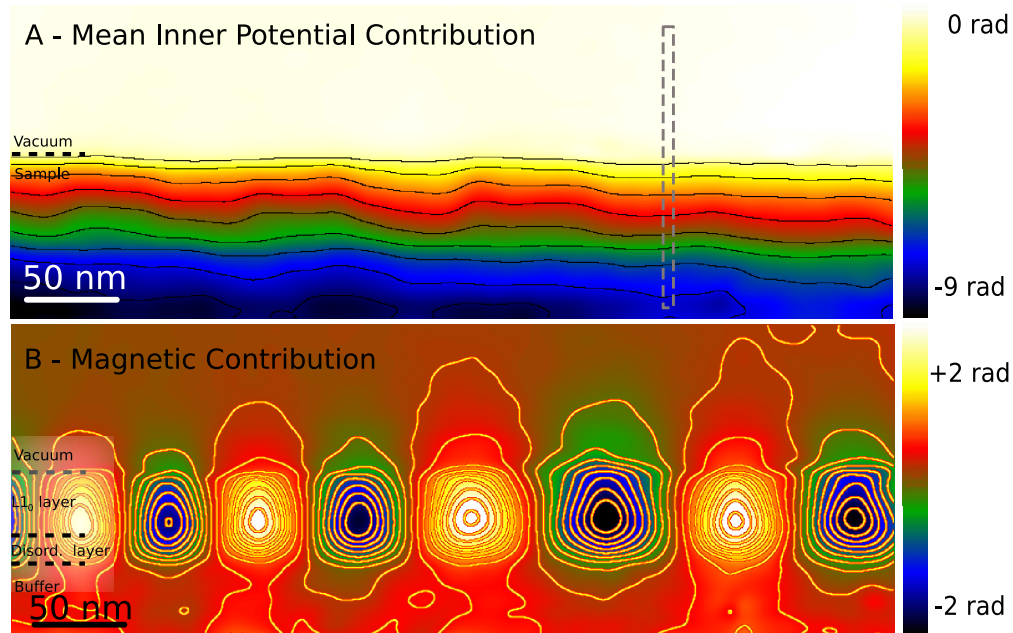 A - Mean Inner Potential Contribution
0 rad
Vacuum
Sample
50 nm
-9 rad
B - Magnetic Contribution
+2 rad
Vacuum
L1₀ layer
Disord. layer
Buffer
50 nm
-2 rad